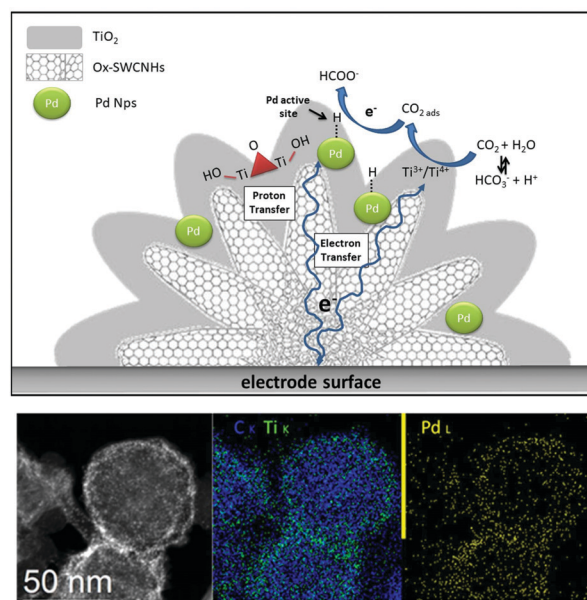 TiO2
Ox-SWCNHs
Pd
Pd Nps
HCOO-
Pd active
site
H
e-
CO2 ads
CO2 + H2O
HCO3- + H+
Ti3+/Ti4+
O
OH
HO
Ti
Ti
Pd
H
Proton
Transfer
Pd
Pd
Electron
Transfer
e-
Pd
electrode surface
C K Ti K
Pd L
50 nm